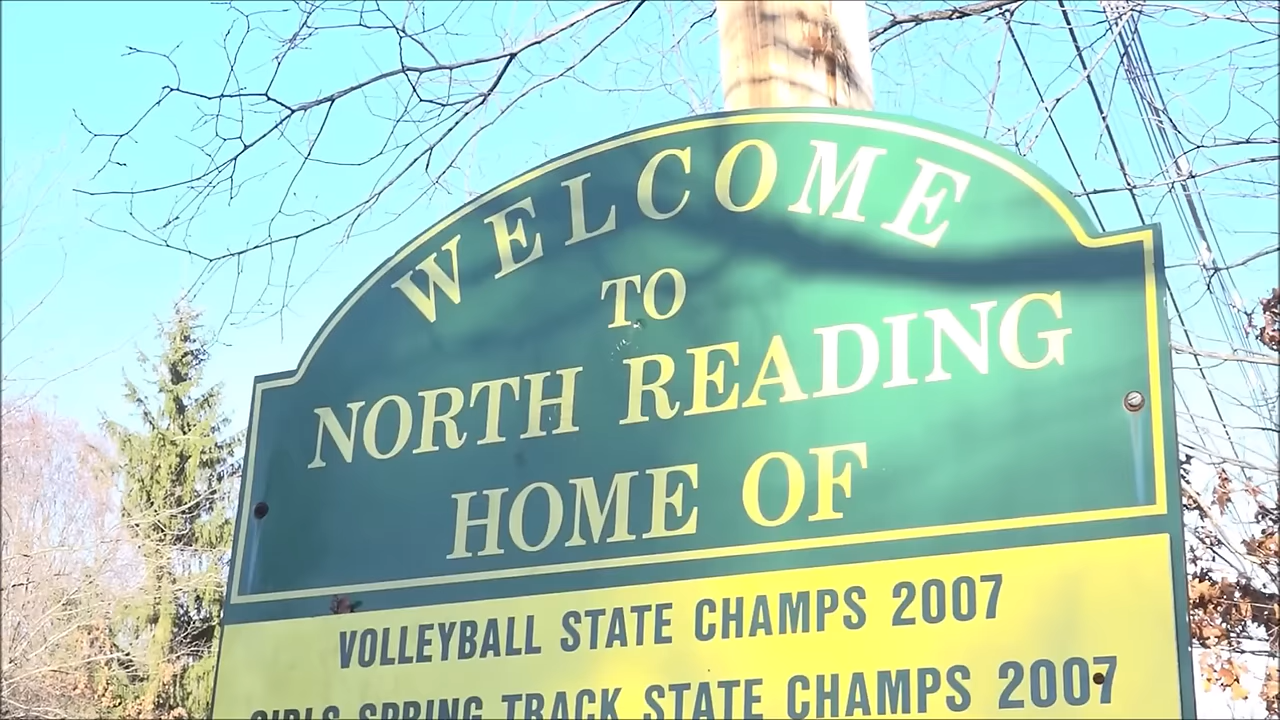 WELCOME
TO
NORTH READING
HOME OF
VOLLEYBALL STATE CHAMPS 2007
GIRLS SPRING TRACK STATE CHAMPS 2007